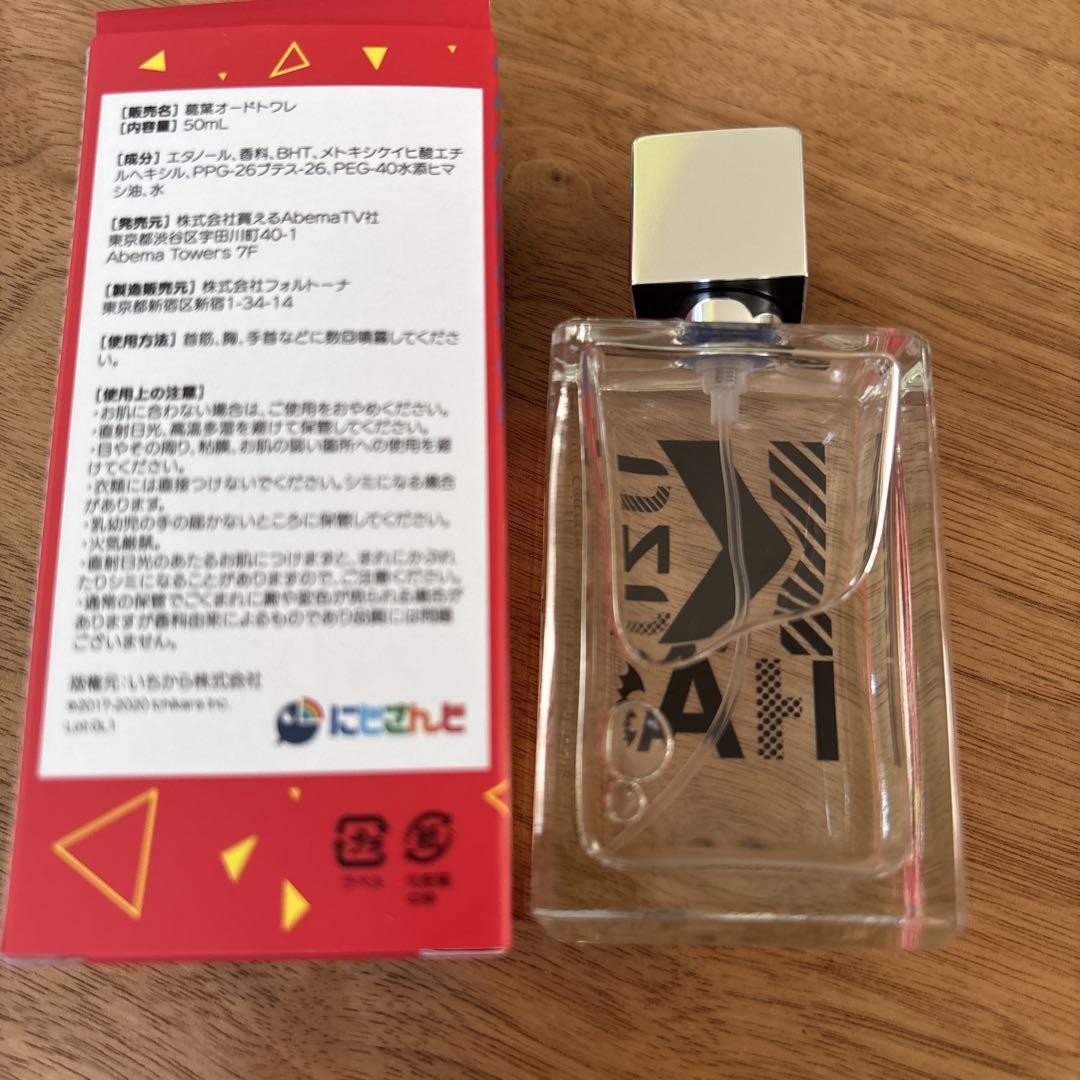 [販売名] 葛葉オードトワレ
[内容量] 50mL
[成分] エタノール、香料、BHT、メトキシケイヒ酸エチ
ルヘキシル、PPG-26ブテス-26、PEG-40水添ヒマ
シ油、水
[発売元] 株式会社買えるAbemaTV社
東京都渋谷区宇田川町40-1
Abema Towers 7F
[製造販売元] 株式会社フォルトーナ
東京都新宿区新宿1-34-14
[使用方法] 首筋、胸、手首などに数回噴霧してくださ
い。
[使用上の注意]
・お肌に合わない場合は、ご使用をおやめください。
・直射日光、高温多湿を避けて保管してください。
・目やその周り、粘膜、お肌の弱い箇所への使用を避
けてください。
・衣類には直接つけないでください。シミになる場合
があります。
・乳幼児の手の届かないところに保管してください。
・火気厳禁。
・直射日光のあたるお肌につけますと、まれにかぶれ
たりシミになることがありますので、ご注意ください。
・通常の保管でごくまれに濁や変色が見られる場合が
ありますが香料由来によるものであり品質には問題
ございません。
版権元:いちから株式会社
©2017-2020 Ichikara Inc.
Lot:0L1
にじさんじ
ラベル